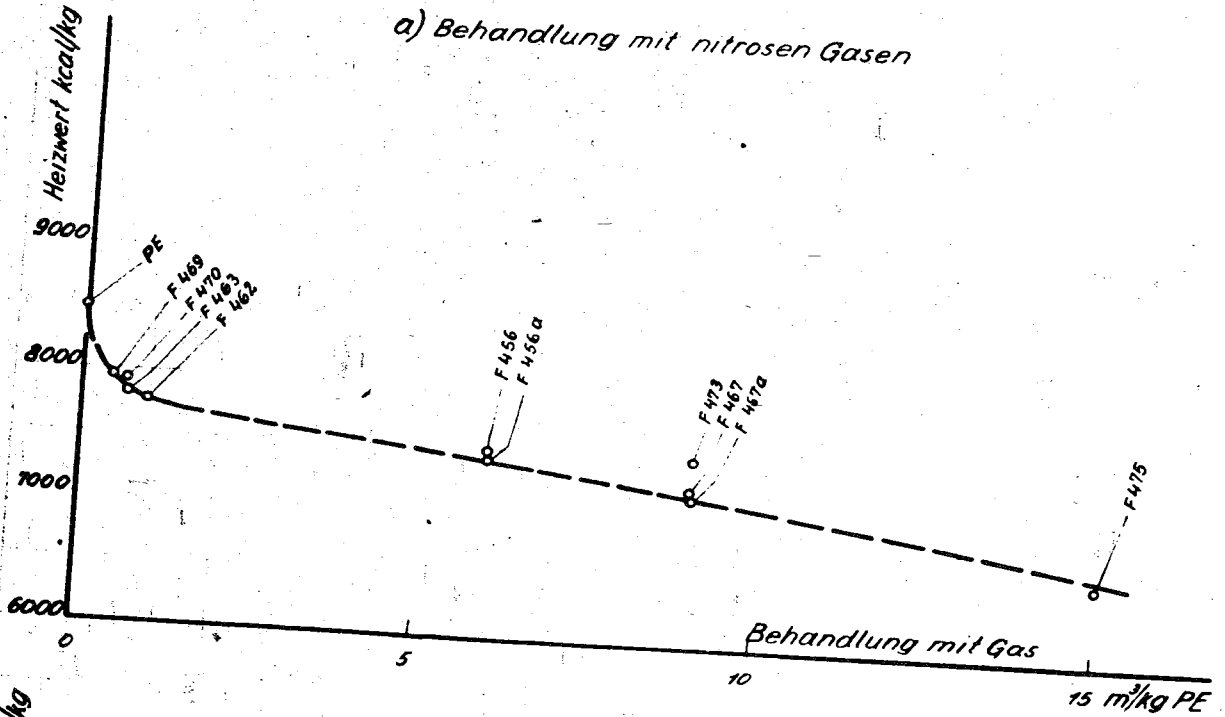 a) Behandlung mit nitrosen Gasen
Heizwert kcal/kg
9000
8000
7000
6000
PE
F 469
F 470
F 463
F 462
F 456
F 456a
F 473
F 467
F 467a
F 475
0
5
10
15 m³/kg PE
Behandlung mit Gas
/kg